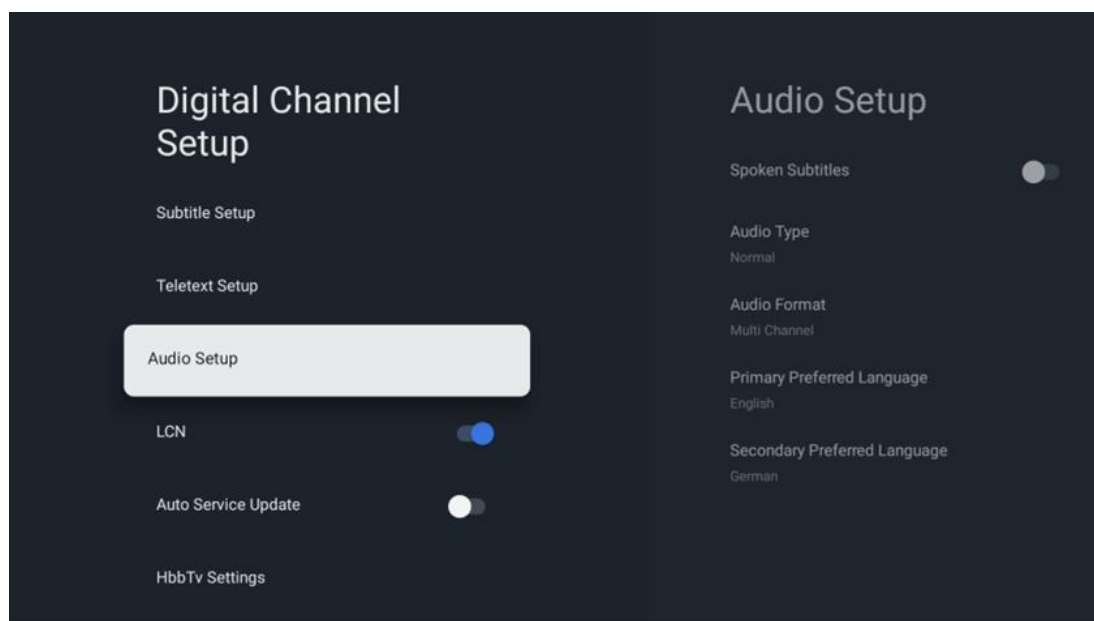 Digital Channel
Setup
Subtitle Setup
Teletext Setup
Audio Setup
LCN
Auto Service Update
HbbTv Settings
Audio Setup
Spoken Subtitles
Audio Type
Normal
Audio Format
Multi Channel
Primary Preferred Language
English
Secondary Preferred Language
German